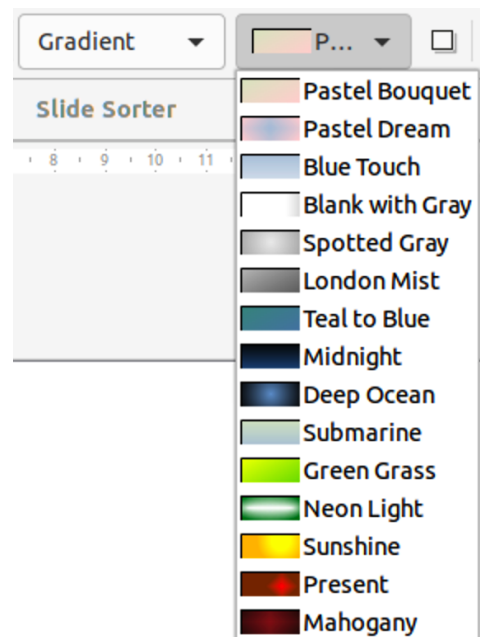 Gradient P...
Pastel Bouquet
Slide Sorter
Pastel Dream
8 9 10 11
Blue Touch
Blank with Gray
Spotted Gray
London Mist
Teal to Blue
Midnight
Deep Ocean
Submarine
Green Grass
Neon Light
Sunshine
Present
Mahogany